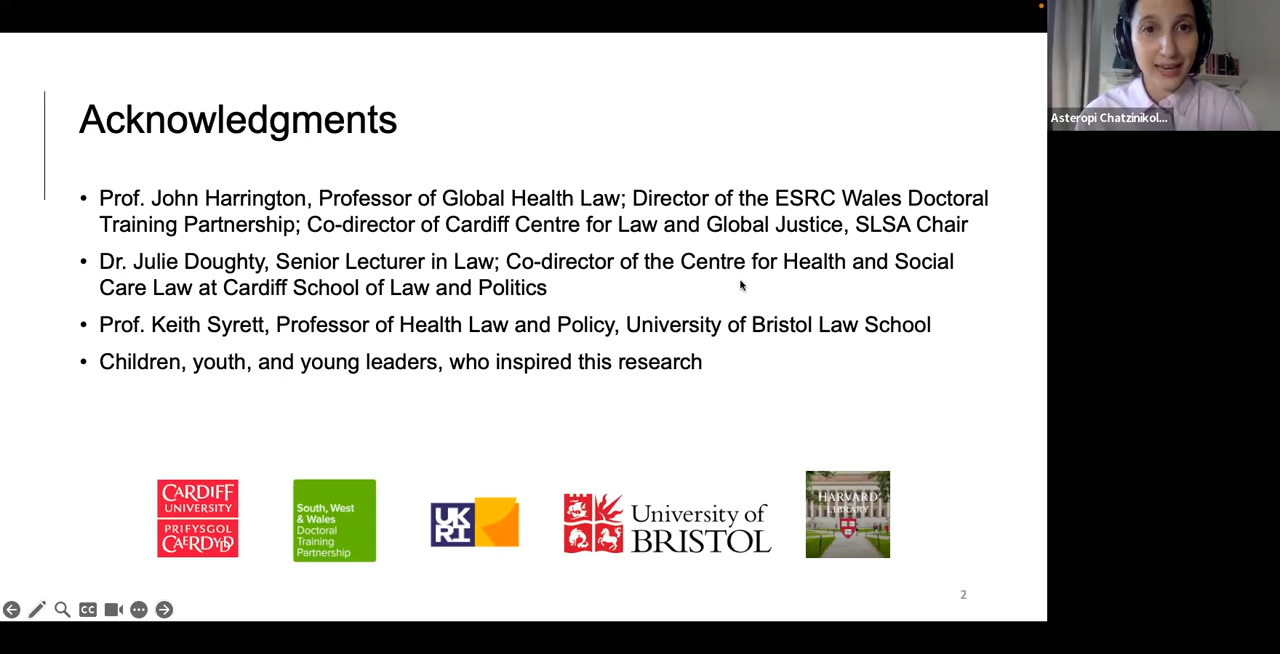 Acknowledgments
• Prof. John Harrington, Professor of Global Health Law; Director of the ESRC Wales Doctoral
Training Partnership; Co-director of Cardiff Centre for Law and Global Justice, SLSA Chair
• Dr. Julie Doughty, Senior Lecturer in Law; Co-director of the Centre for Health and Social
Care Law at Cardiff School of Law and Politics
• Prof. Keith Syrett, Professor of Health Law and Policy, University of Bristol Law School
• Children, youth, and young leaders, who inspired this research
Asteropi Chatzinikol...
CARDIFF
UNIVERSITY
PRIFYSGOL
CAERDYDD
South, West
& Wales
Doctoral
Training
Partnership
UK
RI
University of
BRISTOL
HARVARD
LIBRARY
2
CC